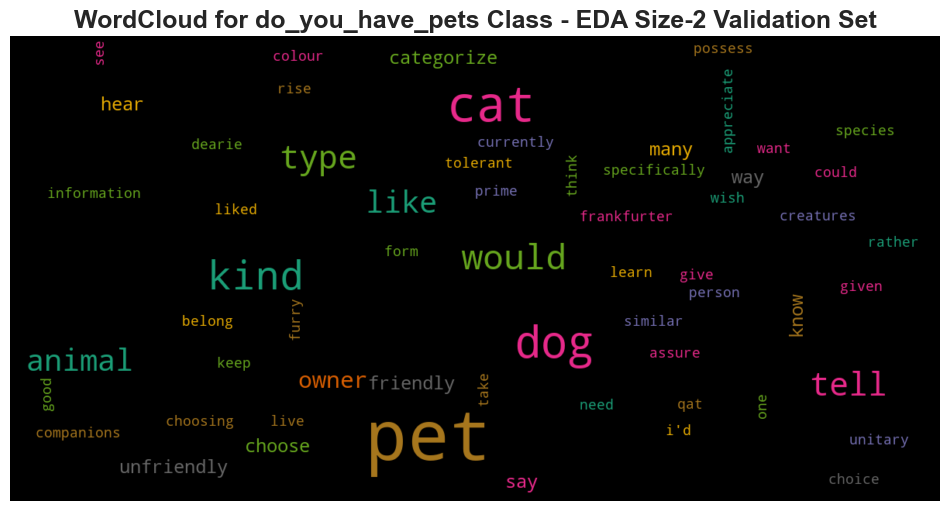 WordCloud for do_you_have_pets Class - EDA Size-2 Validation Set
see
colour
categorize
possess
rise
hear
cat
appreciate
species
dearie
type
currently
tolerant
think
many
want
specifically
way
could
information
prime
like
liked
wish
frankfurter
creatures
form
would
rather
kind
learn
give
person
given
belong
furry
similar
know
animal
keep
dog
assure
owner
friendly
take
tell
good
companions
choosing
live
pet
need
qat
one
i'd
unitary
choose
unfriendly
say
choice